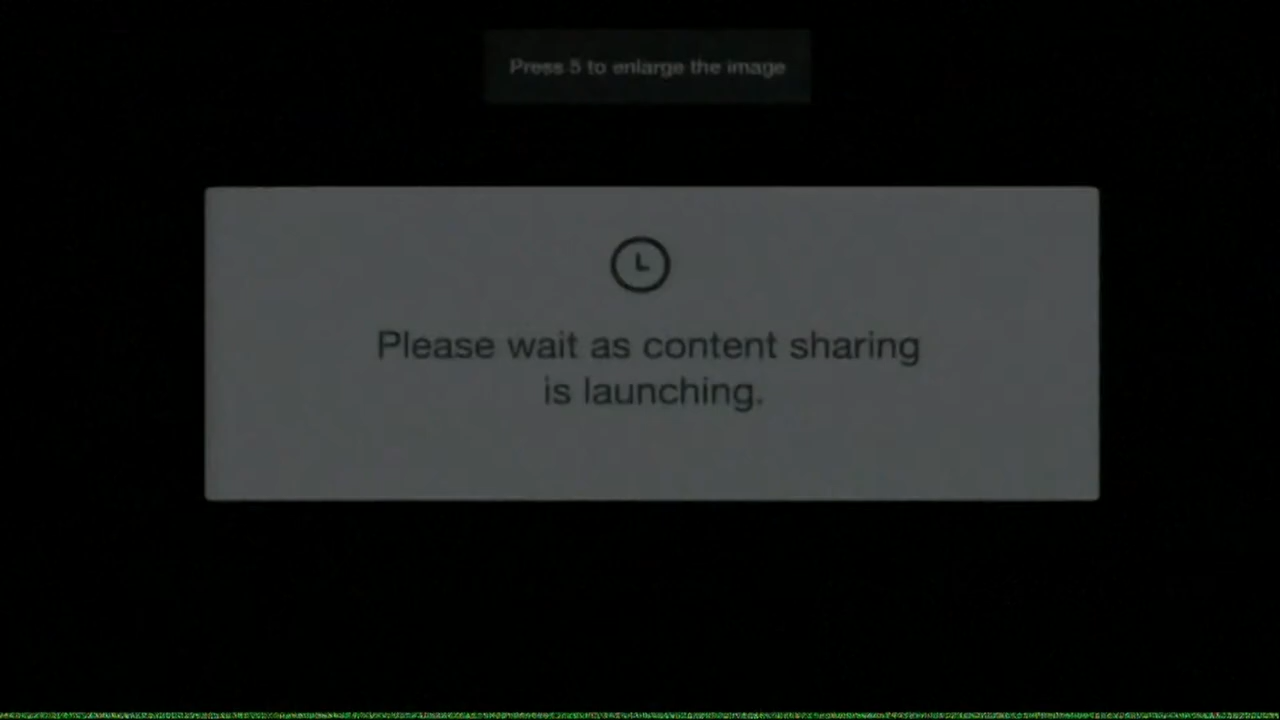 Press 5 to enlarge the image
Please wait as content sharing
is launching.